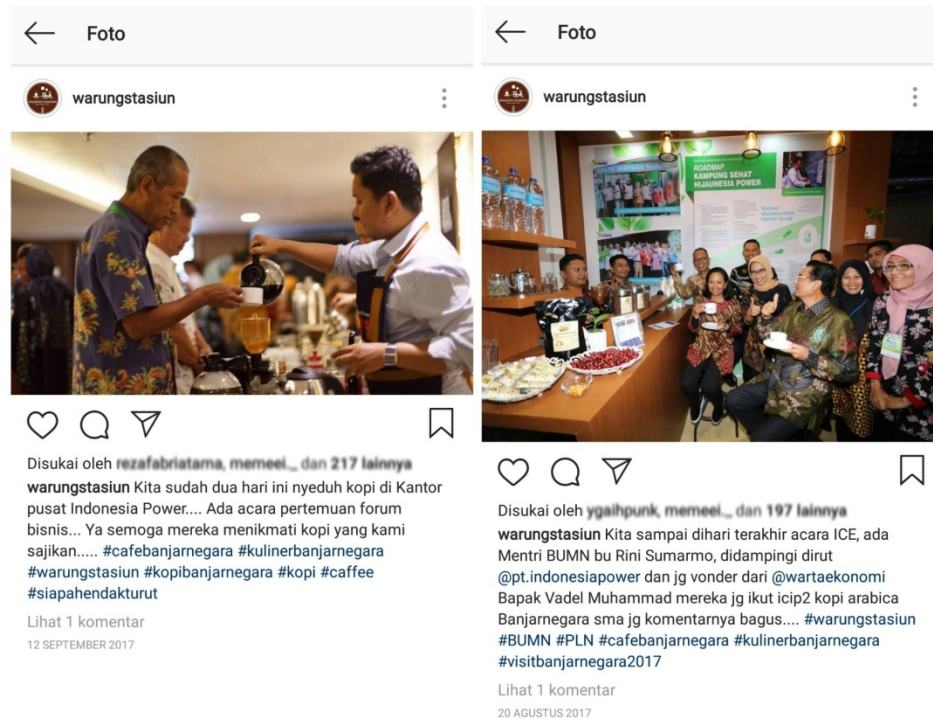 Foto
warungstasiun
Disukai oleh rezafabriatama, memeei._ dan 217 lainnya
warungstasiun Kita sudah dua hari ini nyeduh kopi di Kantor
pusat Indonesia Power.... Ada acara pertemuan forum
bisnis... Ya semoga mereka menikmati kopi yang kami
sajikan..... #cafebanjarnegara #kulinerbanjarnegara
#warungstasiun #kopibanjarnegara #kopi #caffee
#siapahendakturut
Lihat 1 komentar
12 SEPTEMBER 2017
Foto
warungstasiun
ROADMAP
KAMPUNG SEHAT
HIJAUNESIA POWER
Disukai oleh ygaihpunk, memeei._ dan 197 lainnya
warungstasiun Kita sampai dihari terakhir acara ICE, ada
Mentri BUMN bu Rini Sumarmo, didampingi dirut
@pt.indonesiapower dan jg vonder dari @wartaekonomi
Bapak Vadel Muhammad mereka jg ikut icip2 kopi arabica
Banjarnegara sma jg komentarnya bagus.... #warungstasiun
#BUMN #PLN #cafebanjarnegara #kulinerbanjarnegara
#visitbanjarnegara2017
Lihat 1 komentar
20 AGUSTUS 2017